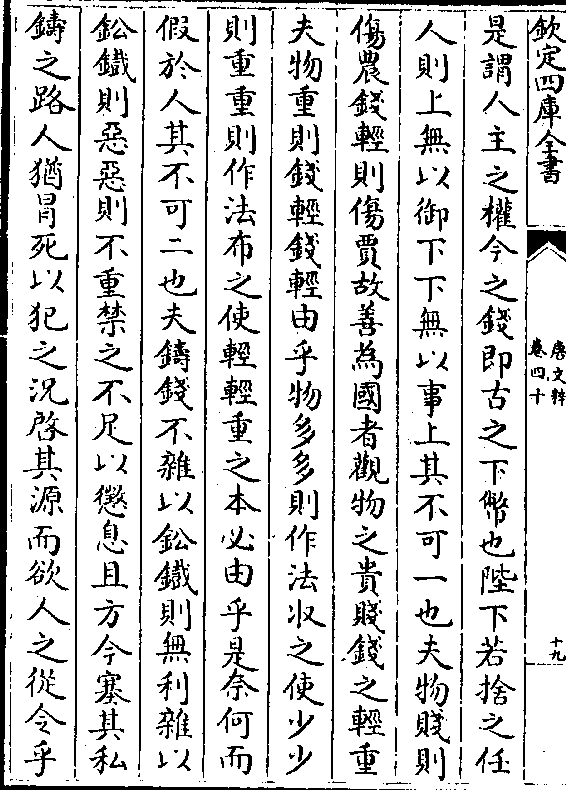 欽定四庫全書
唐文粹
卷四十
十九
是謂人主之權今之錢即古之下幣也陛下若捨之任
人則上無以御下下無以事上其不可一也夫物賤則
傷農錢輕則傷賈故善為國者觀物之貴賤錢之輕重
夫物重則錢輕錢輕由乎物多多則作法収之使少少
則重重則作法布之使輕輕重之本必由乎是奈何而
假於人其不可二也夫鑄錢不雜以鈆鐵則無利雜以
鈆鐵則惡惡則不重禁之不足以懲息且方今塞其私
鑄之路人猶冒死以犯之況啓其源而欲人之從令乎